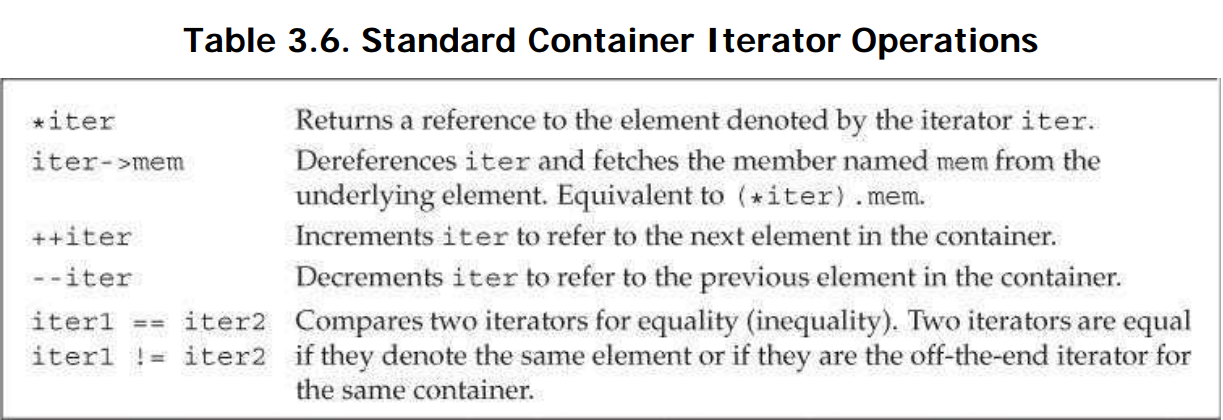 Table 3.6. Standard Container Iterator Operations
*iter Returns a reference to the element denoted by the iterator iter.
iter->mem Dereferences iter and fetches the member named mem from the
underlying element. Equivalent to (*iter).mem.
++iter Increments iter to refer to the next element in the container.
--iter Decrements iter to refer to the previous element in the container.
iter1 == iter2 Compares two iterators for equality (inequality). Two iterators are equal
iter1 != iter2 if they denote the same element or if they are the off-the-end iterator for
the same container.